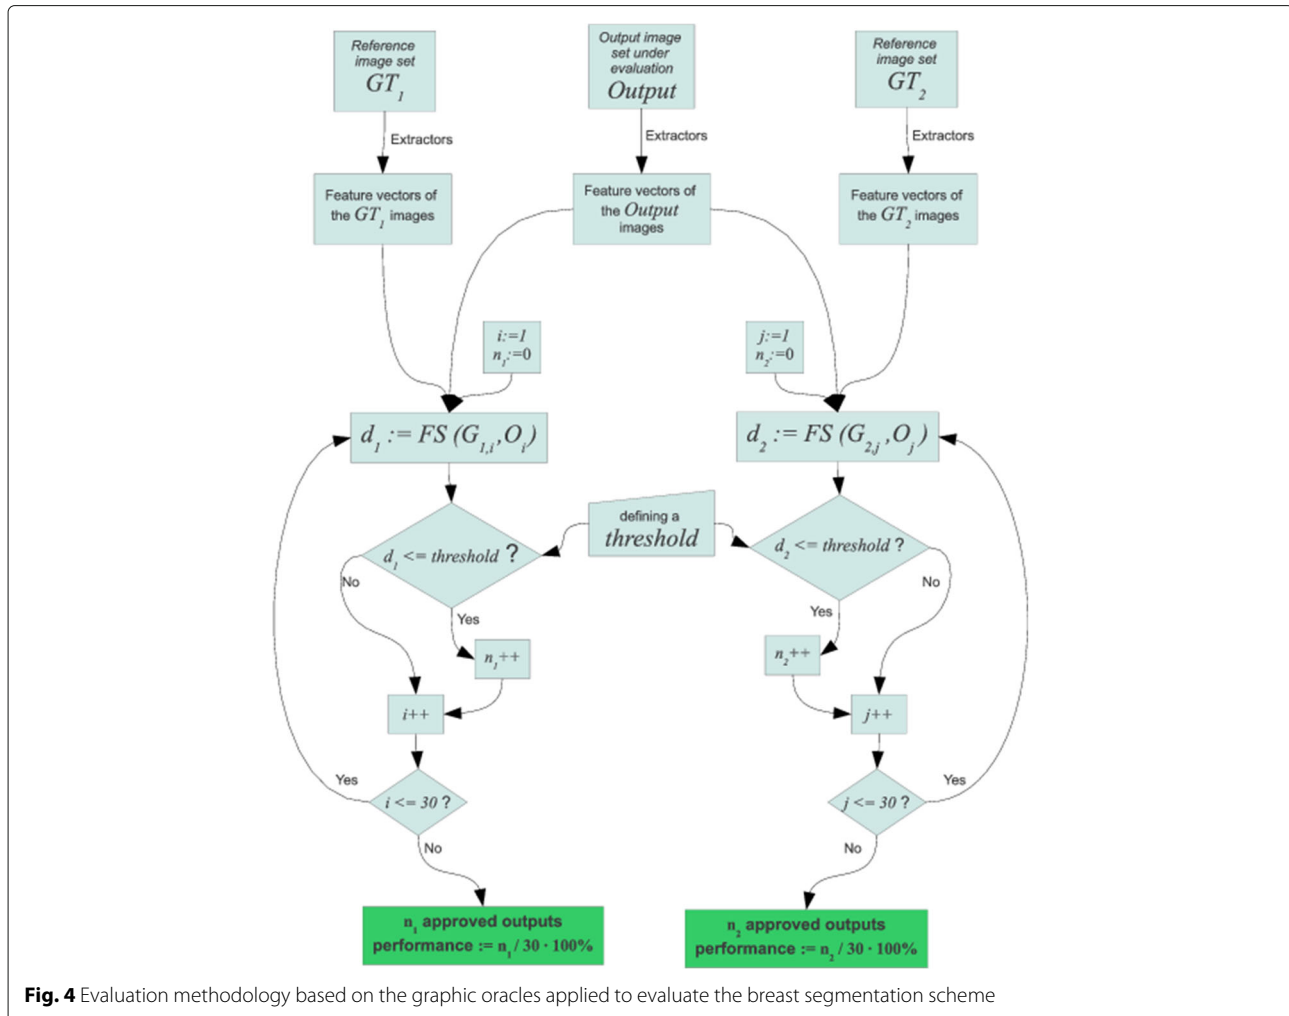 Reference
image set
GT₁
Output image
set under
evaluation
Output
Reference
image set
GT₂
Extractors
Extractors
Feature vectors of
the GT₁ images
Feature vectors of
the Output
images
Feature vectors of
the GT₂ images
i:=1
n₁:=0
j:=1
n₂:=0
d₁ := FS (G₁,ᵢ ,Oᵢ)
d₂ := FS (G₂,ⱼ ,Oⱼ)
defining a
threshold
d₁ <= threshold ?
d₂ <= threshold ?
No
Yes
No
Yes
n₁++
n₂++
i++
j++
Yes
i <= 30 ?
No
j <= 30 ?
Yes
No
n₁ approved outputs
performance := n₁ / 30 · 100%
n₂ approved outputs
performance := n₂ / 30 · 100%
Fig. 4 Evaluation methodology based on the graphic oracles applied to evaluate the breast segmentation scheme